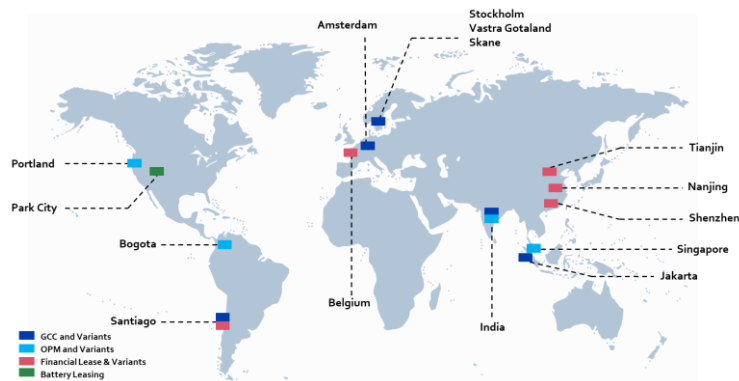 Amsterdam
Stockholm
Vastra Gotaland
Skane
Portland
Park City
Bogota
Santiago
Belgium
India
Tianjin
Nanjing
Shenzhen
Singapore
Jakarta
GCC and Variants
OPM and Variants
Financial Lease & Variants
Battery Leasing